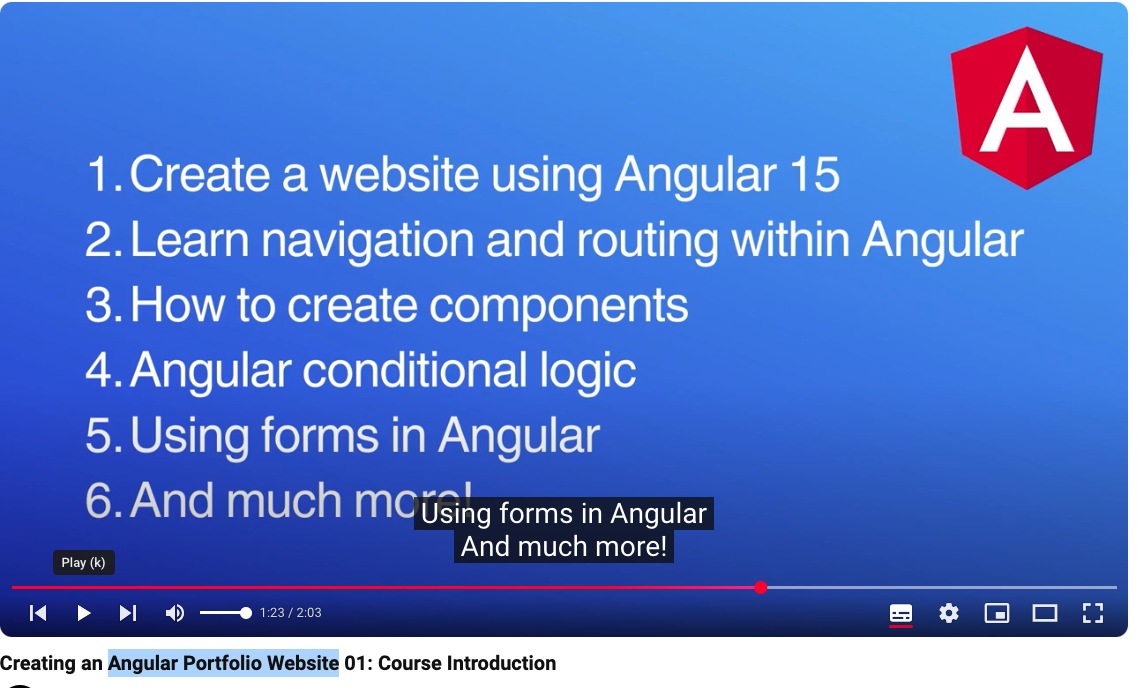 A
1. Create a website using Angular 15
2. Learn navigation and routing within Angular
3. How to create components
4. Angular conditional logic
5. Using forms in Angular
6. And much more!
Using forms in Angular
And much more!
Play (k)
1:23 / 2:03
Creating an Angular Portfolio Website 01: Course Introduction